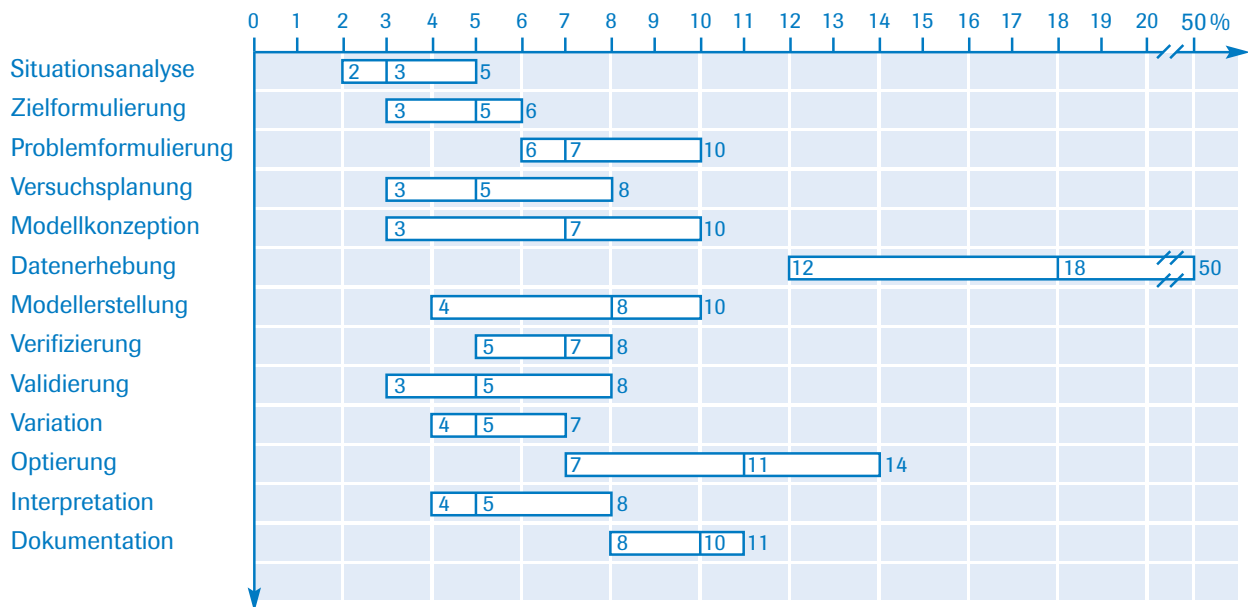 0 1 2 3 4 5 6 7 8 9 10 11 12 13 14 15 16 17 18 19 20 50 %
Situationsanalyse 2 3 5
Zielformulierung 3 5 6
Problemformulierung 6 7 10
Versuchsplanung 3 5 8
Modellkonzeption 3 7 10
Datenerhebung 12 18 50
Modellerstellung 4 8 10
Verifizierung 5 7 8
Validierung 3 5 8
Variation 4 5 7
Optierung 7 11 14
Interpretation 4 5 8
Dokumentation 8 10 11